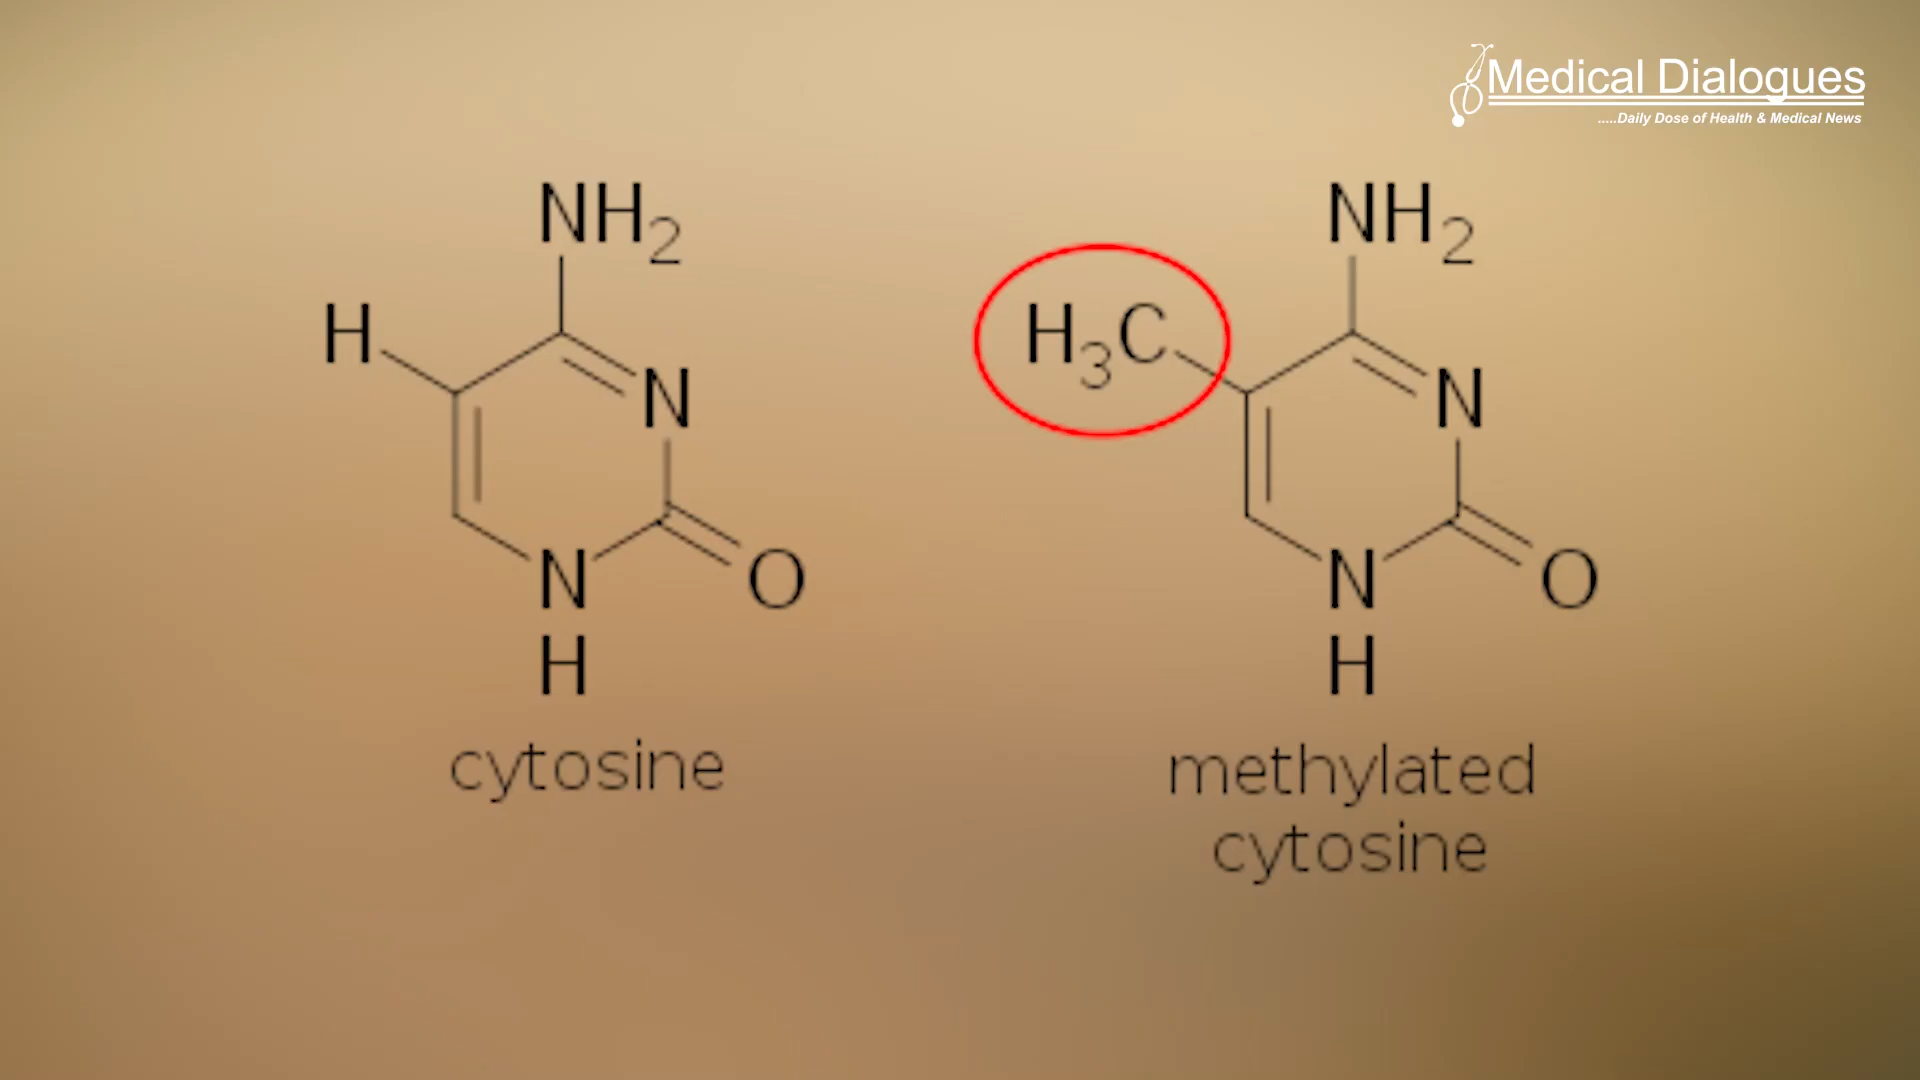 Medical Dialogues
.....Daily Dose of Health & Medical News
NH2
H
N
N
O
H
cytosine
NH2
H3C
N
N
O
H
methylated
cytosine